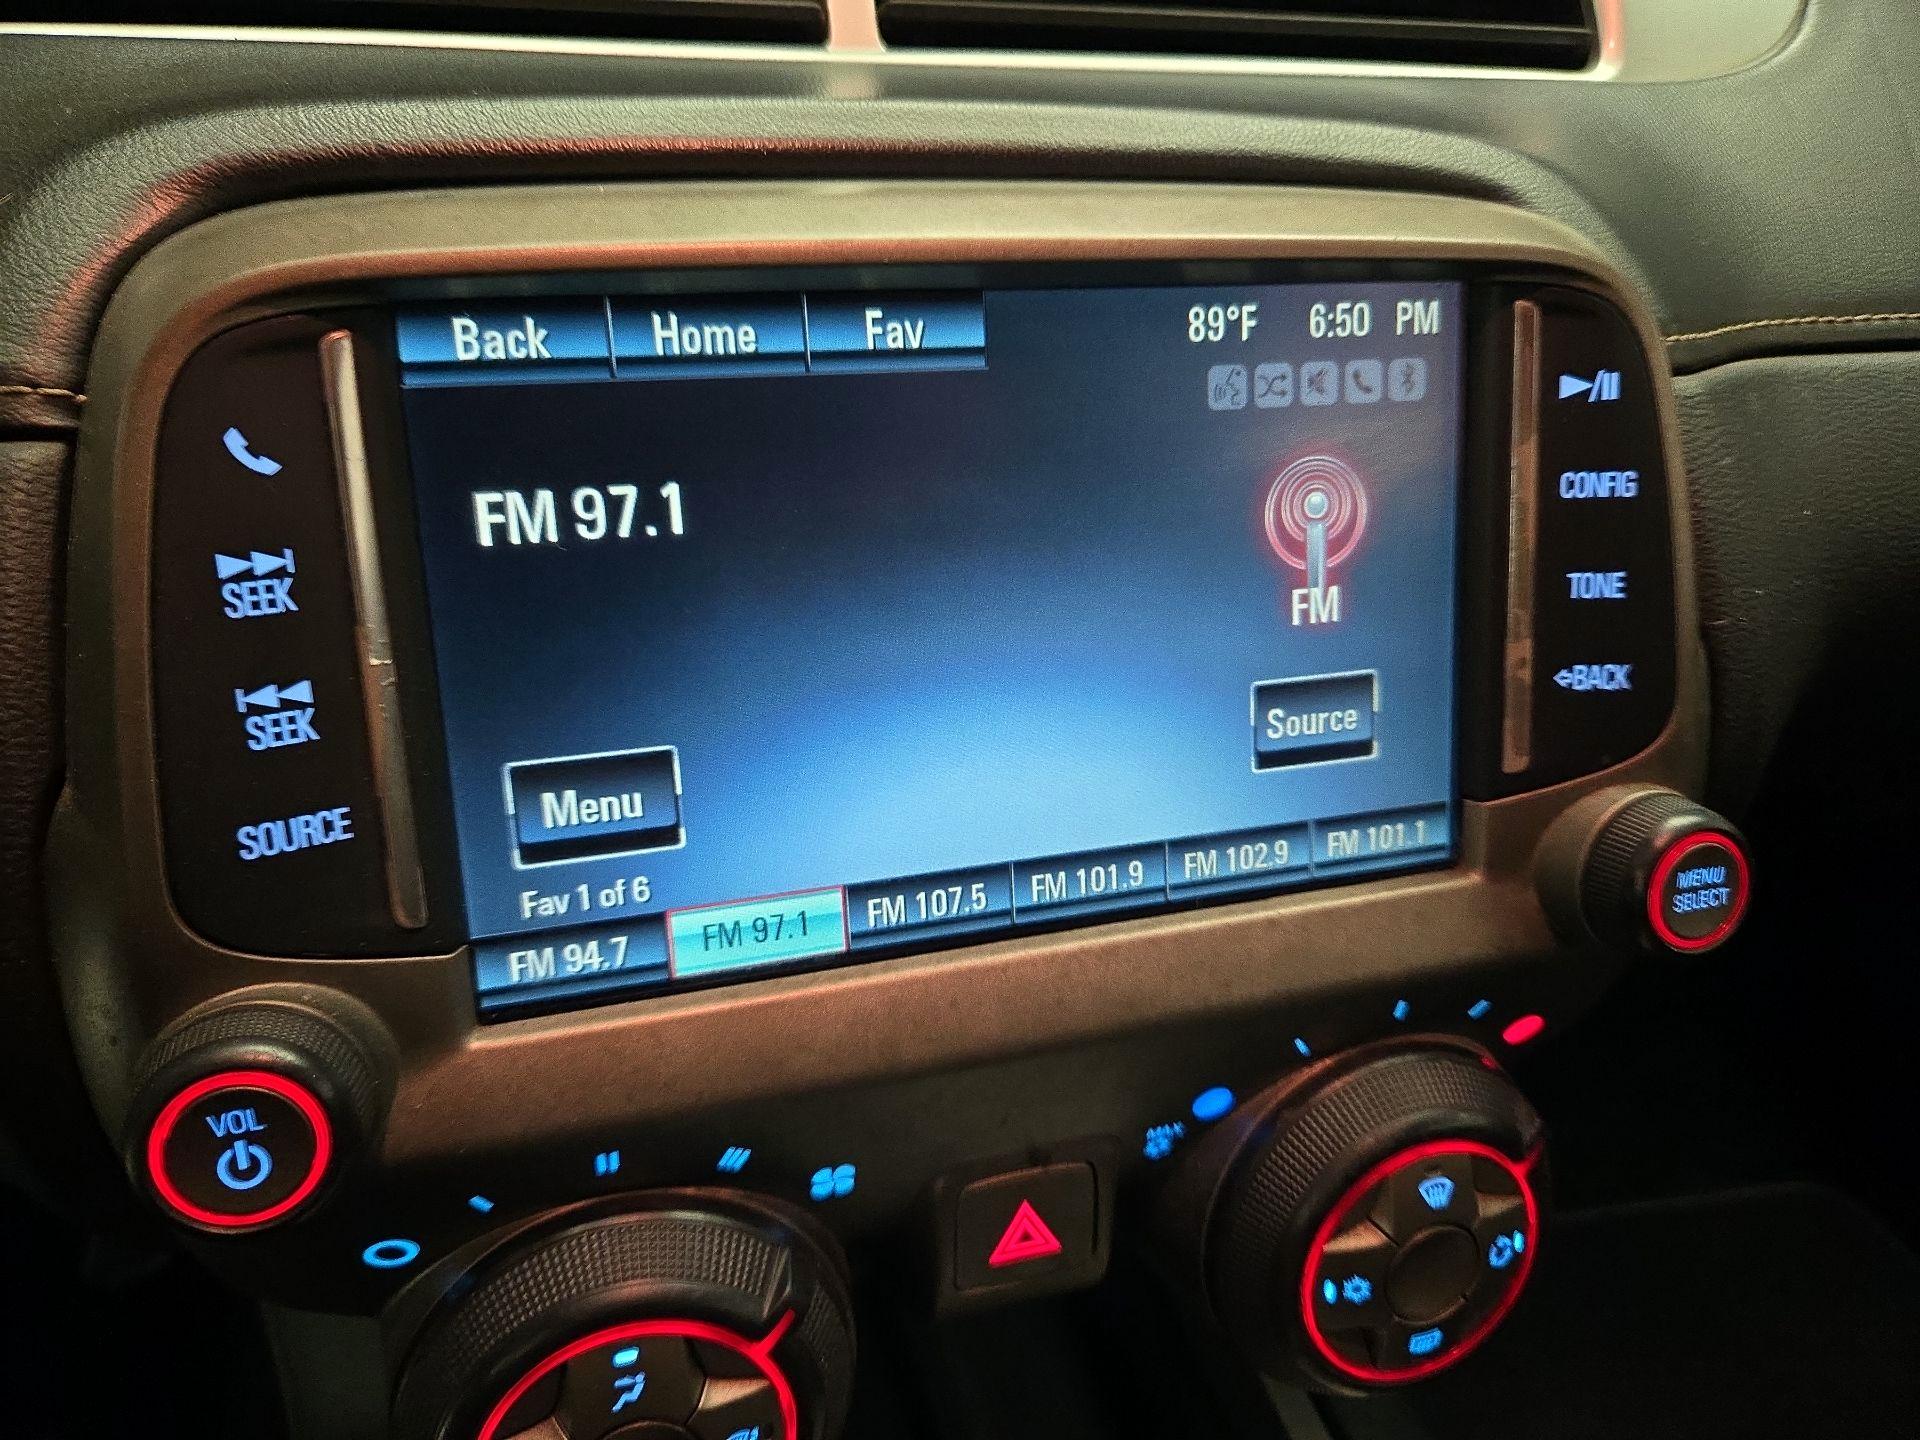 Back Home Fav 89°F 6:50 PM
FM 97.1
FM
Source
Menu
Fav 1 of 6
FM 94.7 FM 97.1 FM 107.5 FM 101.9 FM 102.9 FM 101.1
SEEK
SEEK
SOURCE
CONFIG
TONE
BACK
MENU
SELECT
VOL
MAX